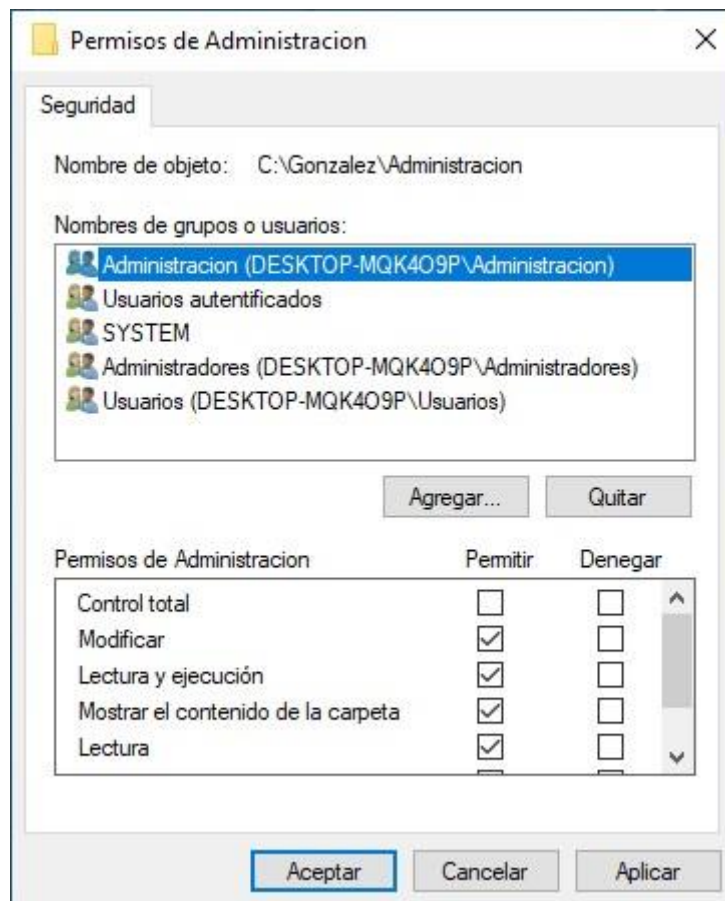 Permisos de Administracion
Seguridad
Nombre de objeto: C:\Gonzalez\Administracion
Nombres de grupos o usuarios:
Administracion (DESKTOP-MQK4O9P\Administracion)
Usuarios autentificados
SYSTEM
Administradores (DESKTOP-MQK4O9P\Administradores)
Usuarios (DESKTOP-MQK4O9P\Usuarios)
Agregar... Quitar
Permisos de Administracion Permitir Denegar
Control total
Modificar
Lectura y ejecución
Mostrar el contenido de la carpeta
Lectura
Aceptar Cancelar Aplicar